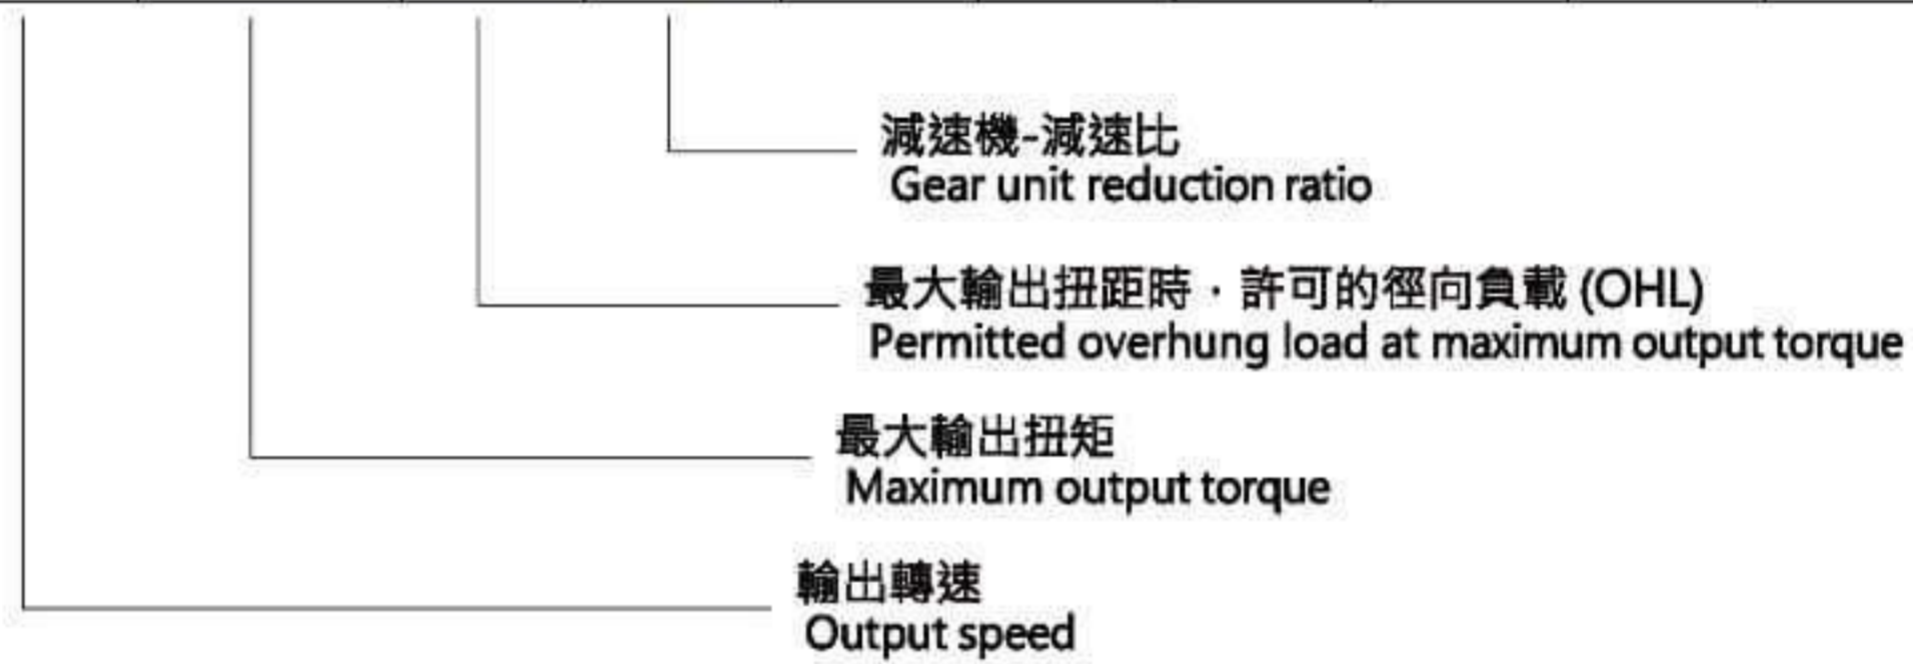 減速機-減速比
Gear unit reduction ratio
最大輸出扭距時，許可的徑向負載 (OHL)
Permitted overhung load at maximum output torque
最大輸出扭矩
Maximum output torque
輸出轉速
Output speed